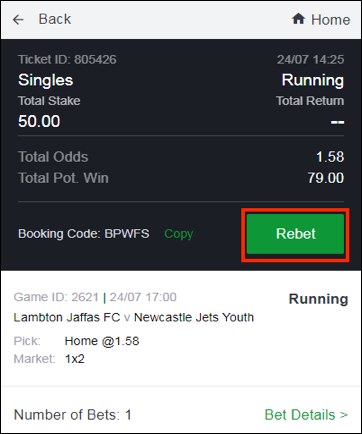 ← Back Home
Ticket ID: 805426 24/07 14:25
Singles Running
Total Stake Total Return
50.00 --
Total Odds 1.58
Total Pot. Win 79.00
Booking Code: BPWFS Copy Rebet
Game ID: 2621 | 24/07 17:00 Running
Lambton Jaffas FC v Newcastle Jets Youth
Pick: Home @1.58
Market: 1x2
Number of Bets: 1 Bet Details >